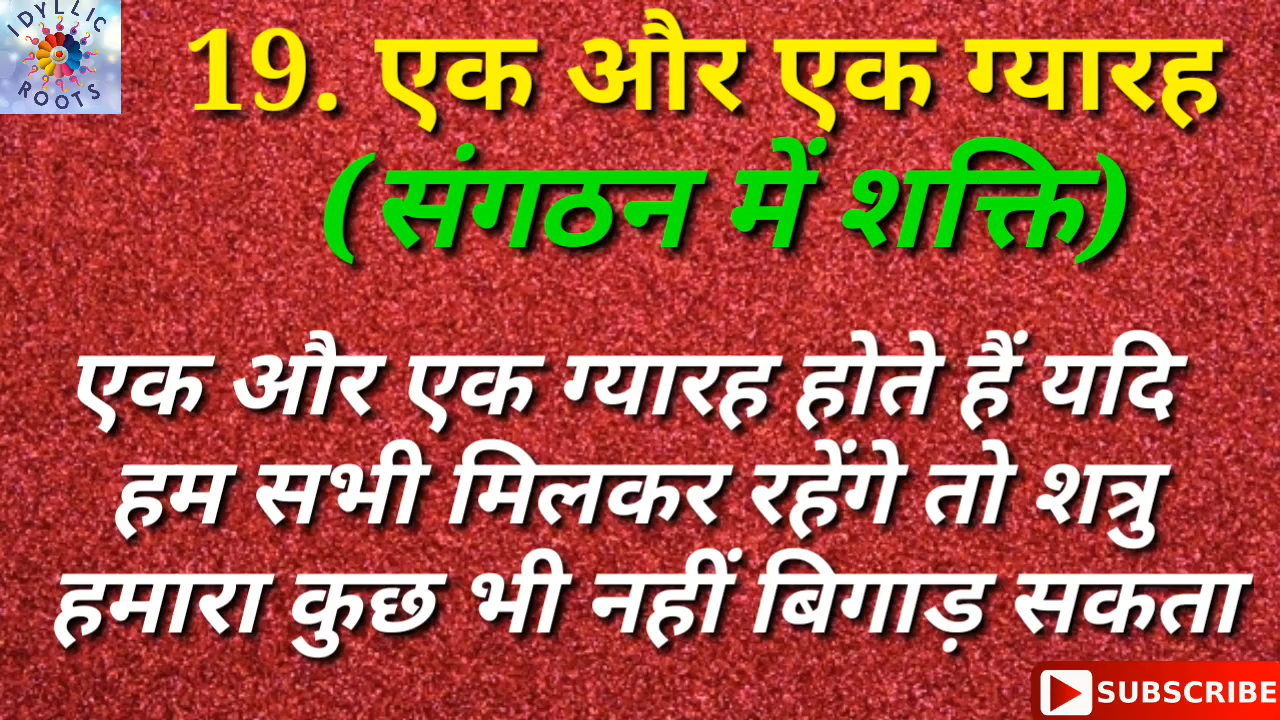 IDYLLIC
ROOTS
19. एक और एक ग्यारह
(संगठन में शक्ति)
एक और एक ग्यारह होते हैं यदि
हम सभी मिलकर रहेंगे तो शत्रु
हमारा कुछ भी नहीं बिगाड़ सकता
SUBSCRIBE